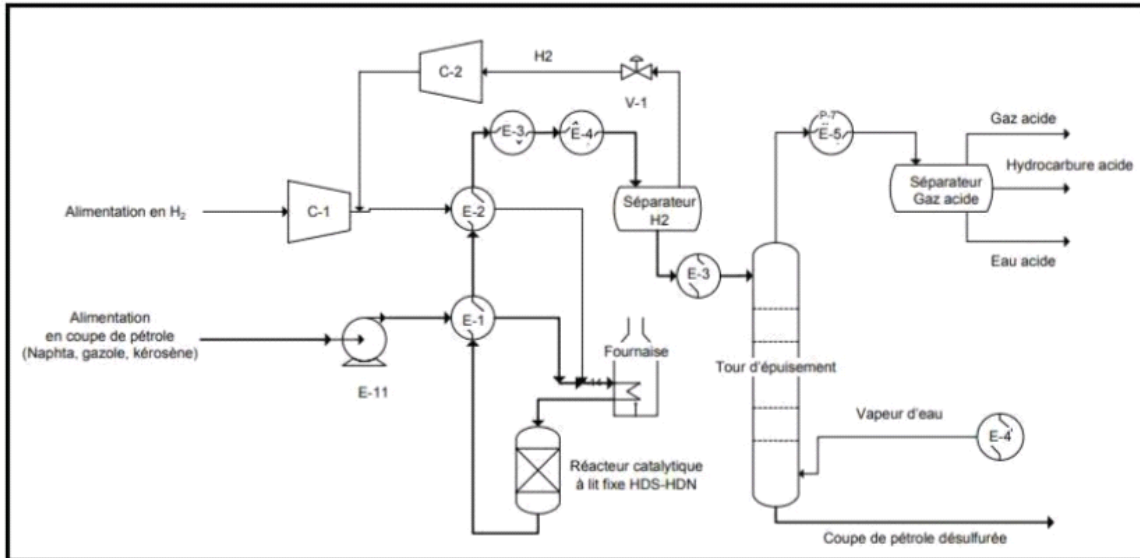 C-2
H2
V-1
E-3
E-4
P-7
E-5
Gaz acide
Hydrocarbure acide
Séparateur
Gaz acide
Eau acide
Alimentation en H₂
C-1
E-2
Séparateur
H2
E-3
Alimentation
en coupe de pétrole
(Naphta, gazole, kérosène)
E-11
E-1
Fournaise
Tour d'épuisement
Vapeur d'eau
E-4'
Réacteur catalytique
à lit fixe HDS-HDN
Coupe de pétrole désulfurée